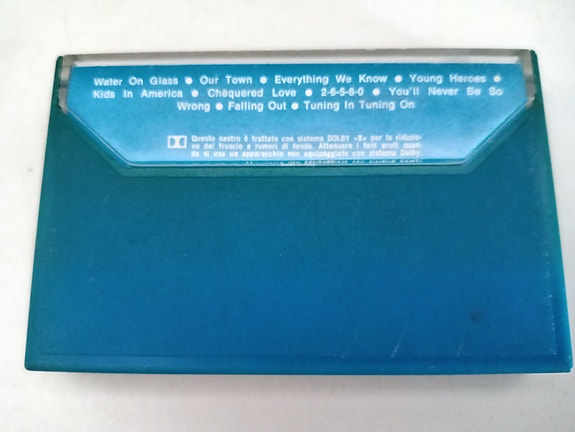 Water On Glass ● Our Town ● Everything We Know ● Young Heroes ●
Kids In America ● Chequered Love ● 2-6-5-8-0 ● You'll Never Be So
Wrong ● Falling Out ● Tuning In Tuning On
Questo nastro è trattato con sistema DOLBY «B» per la riduzio-
ne del fruscio e rumori di fondo. Attenuare i toni acuti quan-
do si usa un apparecchio non equipaggiato con sistema Dolby